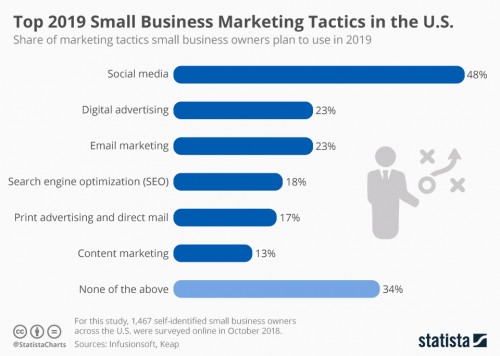 Top 2019 Small Business Marketing Tactics in the U.S.
Share of marketing tactics small business owners plan to use in 2019
Social media 48%
Digital advertising 23%
Email marketing 23%
Search engine optimization (SEO) 18%
Print advertising and direct mail 17%
Content marketing 13%
None of the above 34%
For this study, 1,467 self-identified small business owners
across the U.S. were surveyed online in October 2018.
@StatistaCharts Sources: Infusionsoft, Keap
statista